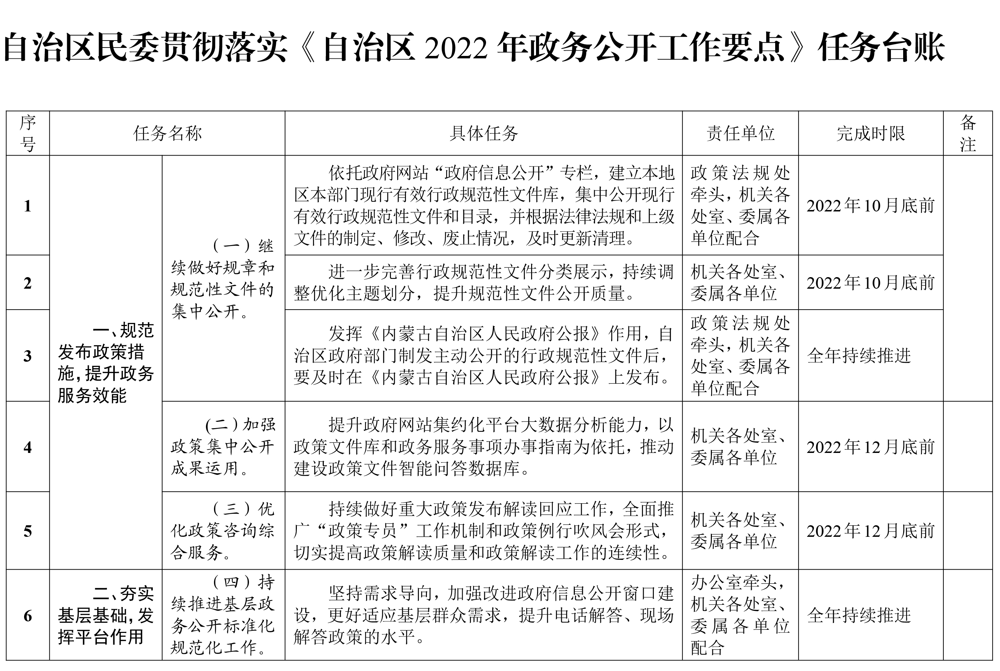 自治区民委贯彻落实《自治区 2022 年政务公开工作要点》任务台账
序
号
任务名称
具体任务
责任单位
完成时限
备
注
一、规范
发布政策措
施，提升政务
服务效能
（一）继
续做好规章和
规范性文件的
集中公开。
1
依托政府网站“政府信息公开”专栏，建立本地
区本部门现行有效行政规范性文件库，集中公开现行
有效行政规范性文件和目录，并根据法律法规和上级
文件的制定、修改、废止情况，及时更新清理。
政策法规处
牵头，机关各
处室、委属各
单位配合
2022 年 10 月底前
2
进一步完善行政规范性文件分类展示，持续调
整优化主题划分，提升规范性文件公开质量。
机关各处室、
委属各单位
2022 年 10 月底前
3
发挥《内蒙古自治区人民政府公报》作用，自
治区政府部门制发主动公开的行政规范性文件后，
要及时在《内蒙古自治区人民政府公报》上发布。
政策法规处
牵头，机关各
处室、委属各
单位配合
全年持续推进
4
（二）加强
政策集中公开
成果运用。
提升政府网站集约化平台大数据分析能力，以
政策文件库和政务服务事项办事指南为依托，推动
建设政策文件智能问答数据库。
机关各处室、
委属各单位
2022 年 12 月底前
5
（三）优
化政策咨询综
合服务。
持续做好重大政策发布解读回应工作，全面推
广“政策专员”工作机制和政策例行吹风会形式，
切实提高政策解读质量和政策解读工作的连续性。
机关各处室、
委属各单位
2022 年 12 月底前
6
二、夯实
基层基础，发
挥平台作用
（四）持
续推进基层政
务公开标准化
规范化工作。
坚持需求导向，加强改进政府信息公开窗口建
设，更好适应基层群众需求，提升电话解答、现场
解答政策的水平。
办公室牵头，
机关各处室、
委属各单位
配合
全年持续推进